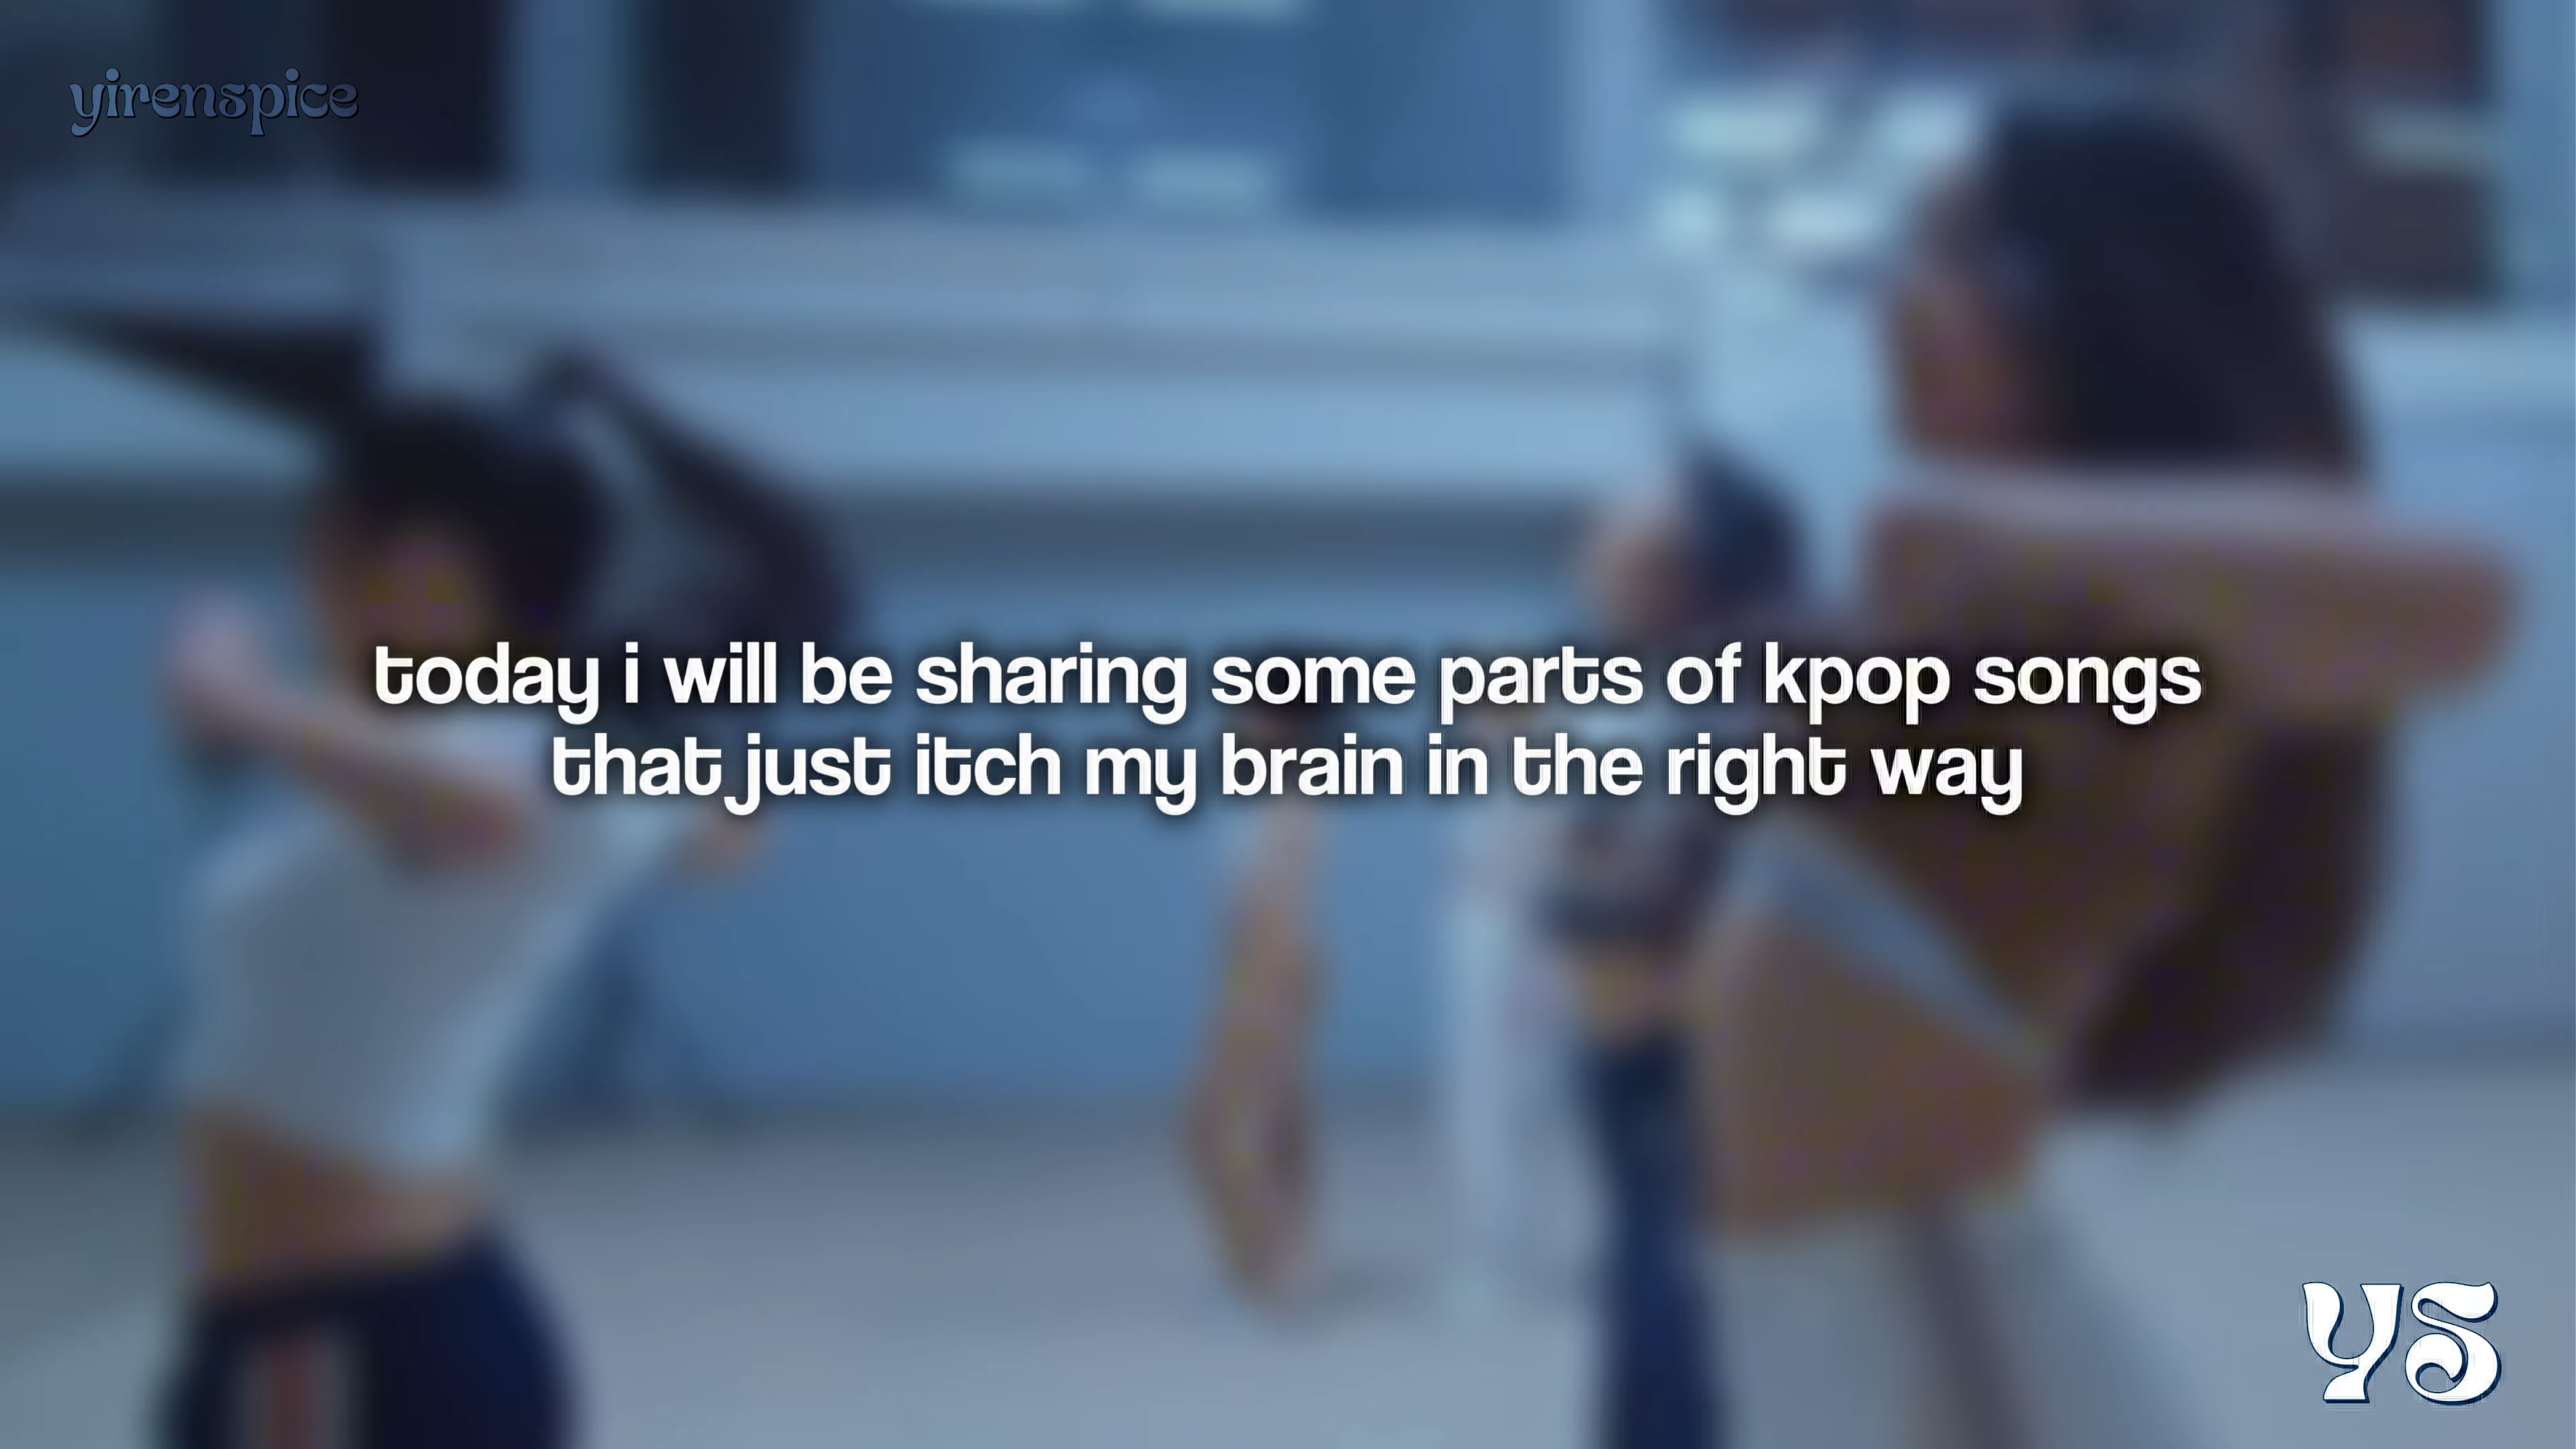 yirenspice
today i will be sharing some parts of kpop songs
that just itch my brain in the right way
YS